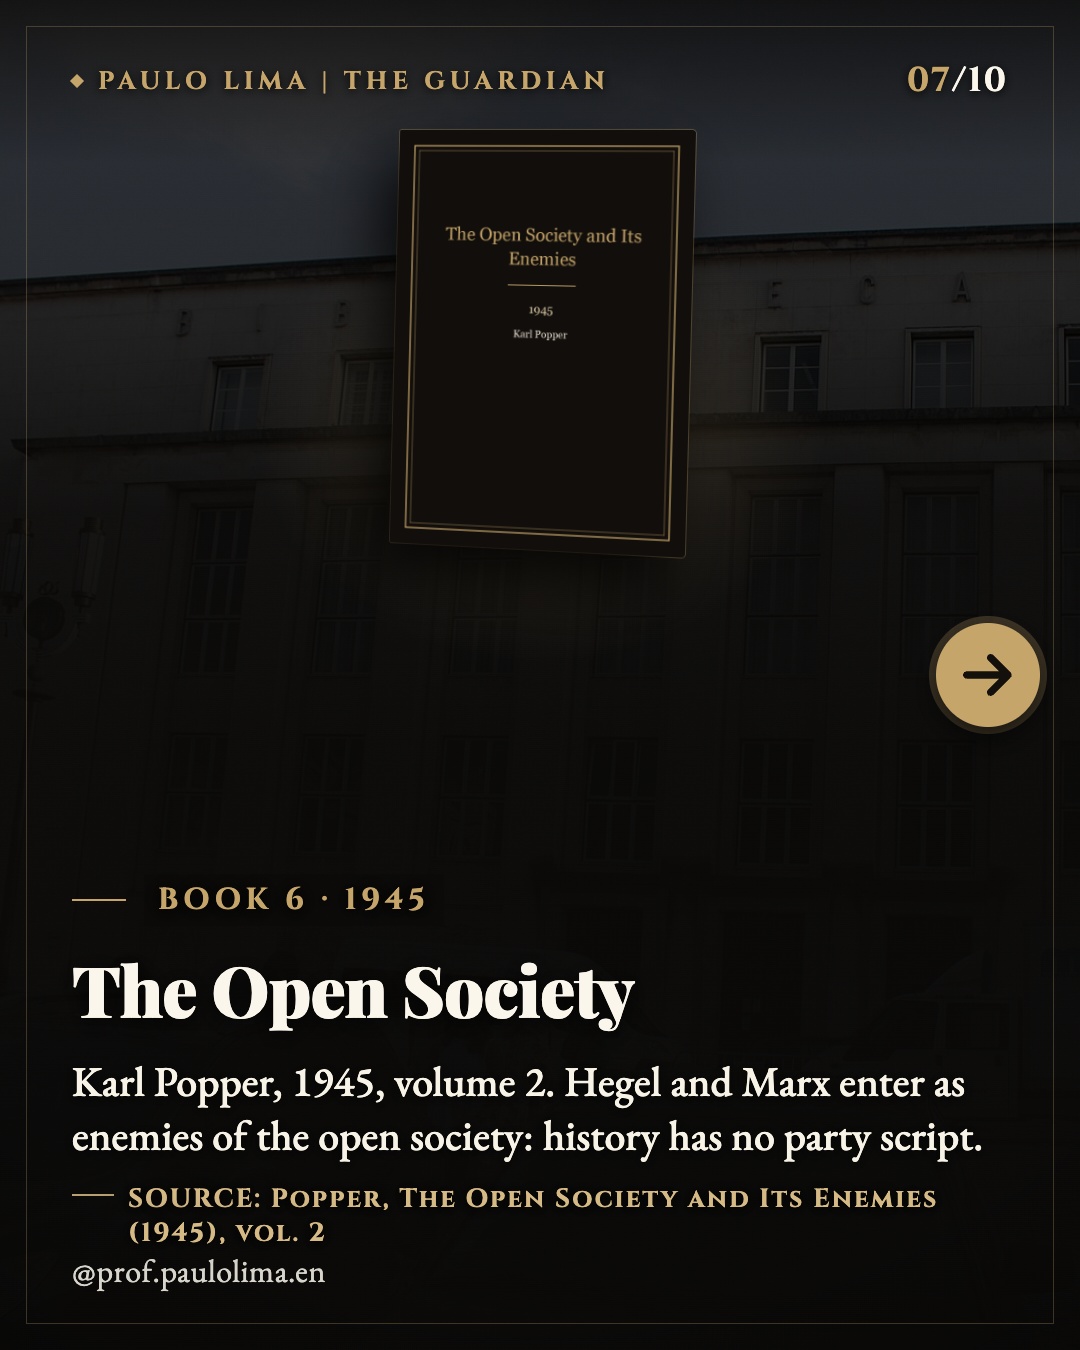 ◆ PAULO LIMA | THE GUARDIAN
07/10
The Open Society and Its
Enemies
1945
Karl Popper
B I B E C A
BOOK 6 · 1945
The Open Society
Karl Popper, 1945, volume 2. Hegel and Marx enter as
enemies of the open society: history has no party script.
SOURCE: Popper, The Open Society and Its Enemies
(1945), vol. 2
@prof.paulolima.en